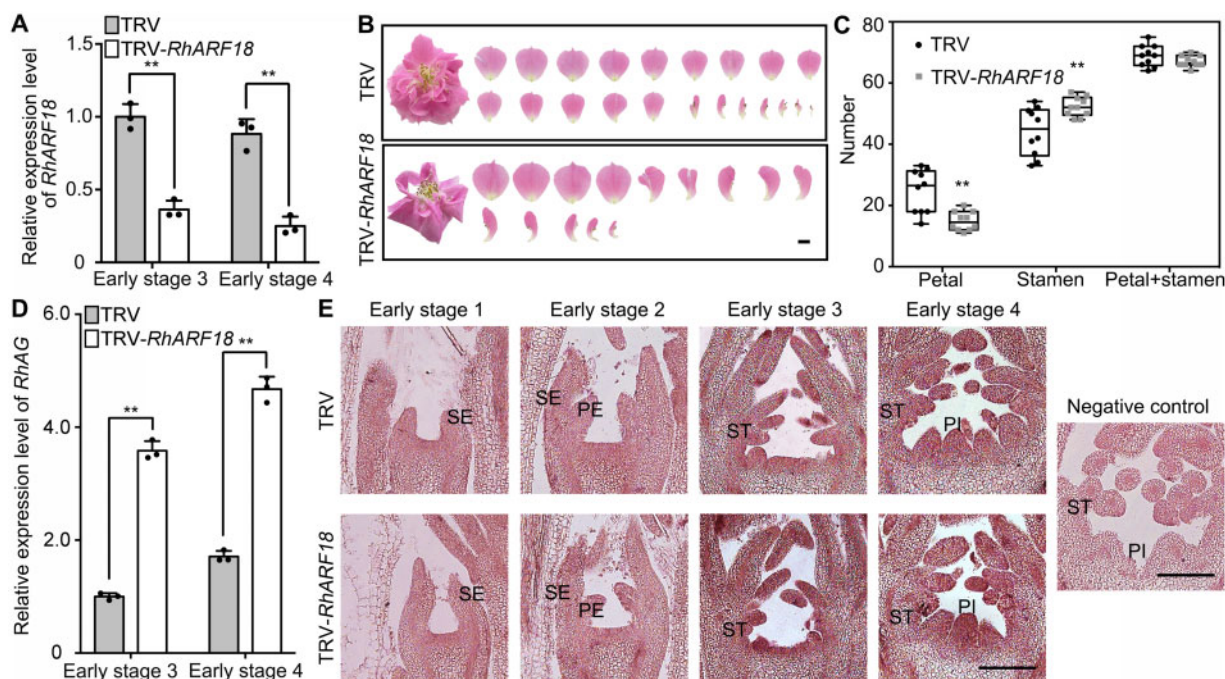 A
TRV
TRV-RhARF18
Relative expression level
of RhARF18
1.5
1.0
0.5
0
**
**
Early stage 3
Early stage 4
B
TRV
TRV-RhARF18
C
TRV
TRV-RhARF18
Number
80
60
40
20
0
**
**
Petal
Stamen
Petal+stamen
D
TRV
TRV-RhARF18
Relative expression level of RhAG
6.0
4.0
2.0
0
**
**
Early stage 3
Early stage 4
E
Early stage 1
Early stage 2
Early stage 3
Early stage 4
TRV
SE
SE
PE
ST
ST
PI
Negative control
ST
PI
TRV-RhARF18
SE
SE
PE
ST
ST
PI